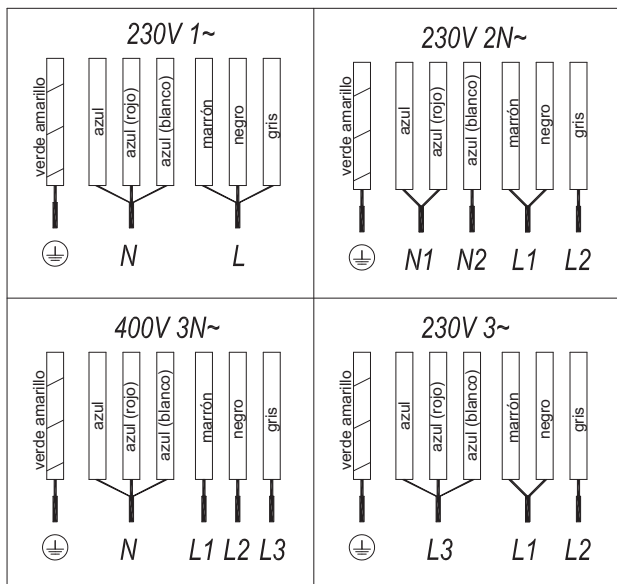 230V 1~
verde amarillo
azul
azul (rojo)
azul (blanco)
marrón
negro
gris
N
L
230V 2N~
verde amarillo
azul
azul (rojo)
azul (blanco)
marrón
negro
gris
N1 N2 L1 L2
400V 3N~
verde amarillo
azul
azul (rojo)
azul (blanco)
marrón
negro
gris
N L1 L2 L3
230V 3~
verde amarillo
azul
azul (rojo)
azul (blanco)
marrón
negro
gris
L3 L1 L2